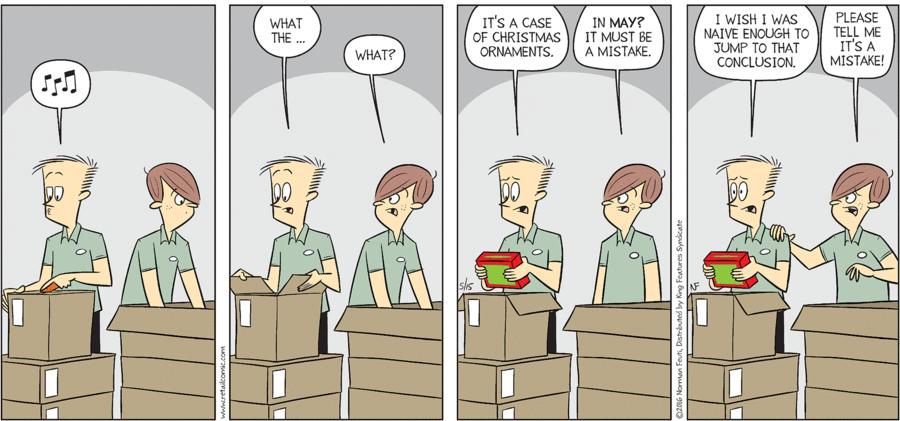 WHAT
THE ...
WHAT?
www.retailcomic.com
IT'S A CASE
OF CHRISTMAS
ORNAMENTS.
IN MAY?
IT MUST BE
A MISTAKE.
5/15
I WISH I WAS
NAIVE ENOUGH TO
JUMP TO THAT
CONCLUSION.
PLEASE
TELL ME
IT'S A
MISTAKE!
NF
©2016 Norman Feuti, Distributed by King Features Syndicate